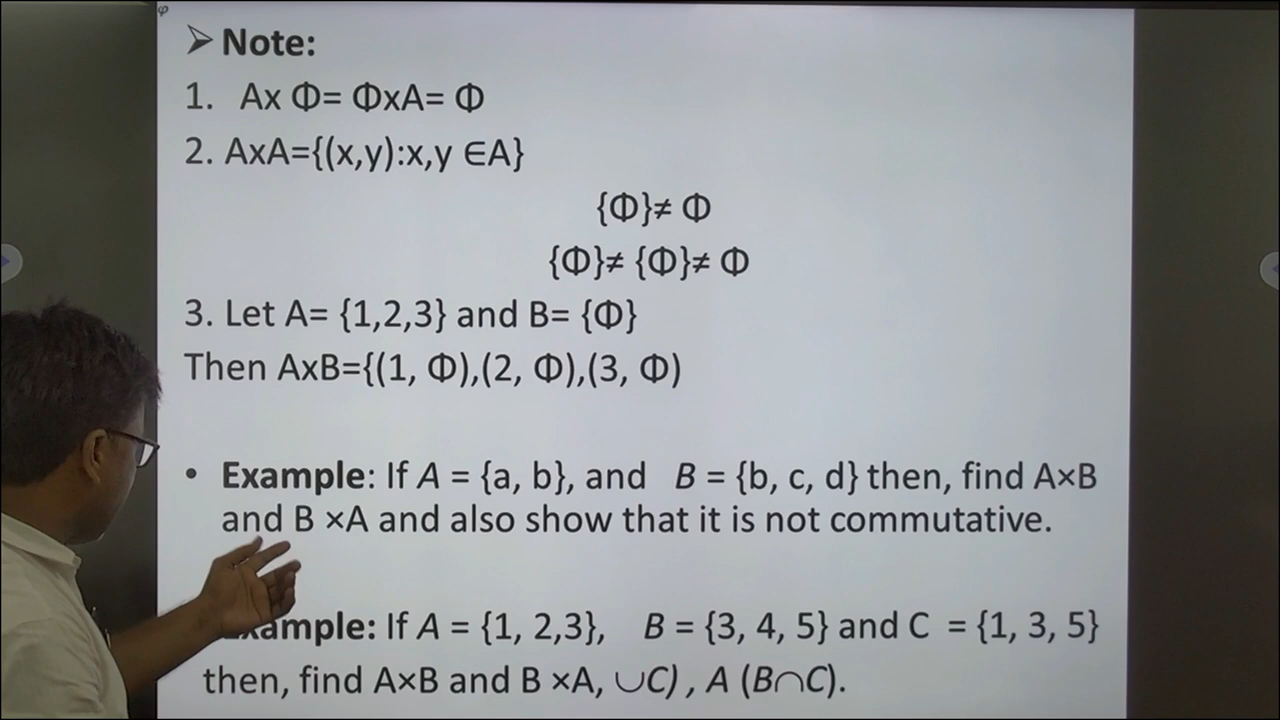 φ
➢ Note:
1. Ax Φ= ΦxA= Φ
2. AxA={(x,y):x,y ∈A}
{Φ}≠ Φ
{Φ}≠ {Φ}≠ Φ
3. Let A= {1,2,3} and B= {Φ}
Then AxB={(1, Φ),(2, Φ),(3, Φ)
• Example: If A = {a, b}, and B = {b, c, d} then, find A×B
and B ×A and also show that it is not commutative.
Example: If A = {1, 2,3}, B = {3, 4, 5} and C = {1, 3, 5}
then, find A×B and B ×A, ∪C) , A (B∩C).